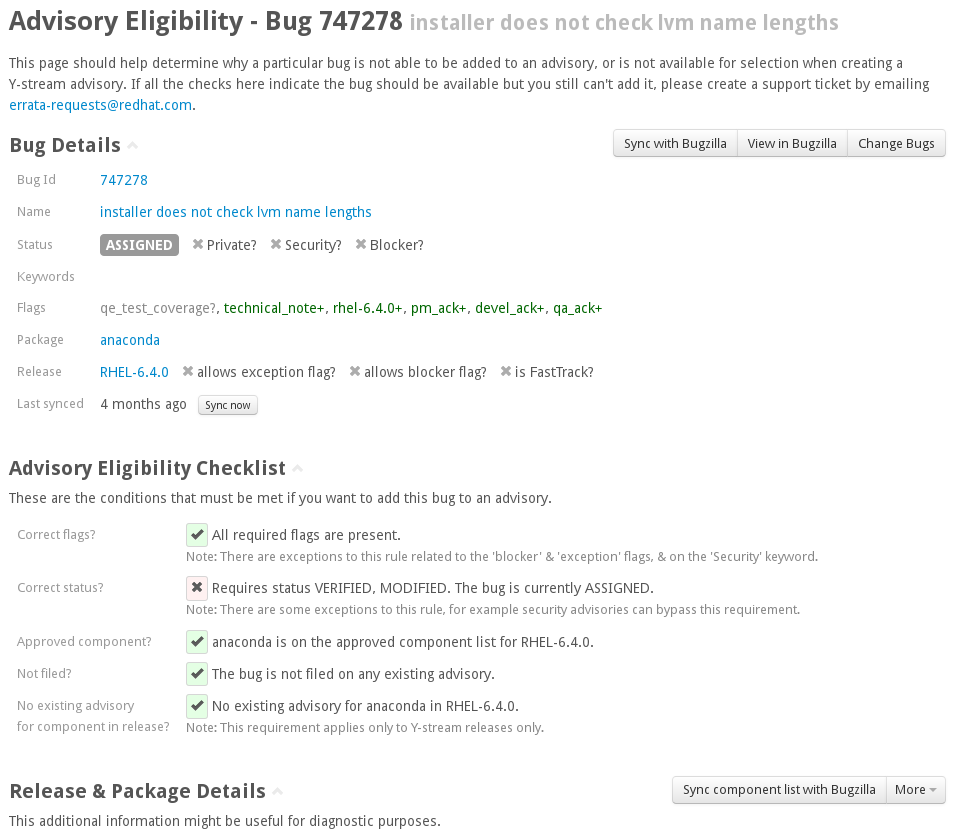 Advisory Eligibility - Bug 747278 installer does not check lvm name lengths
This page should help determine why a particular bug is not able to be added to an advisory, or is not available for selection when creating a
Y-stream advisory. If all the checks here indicate the bug should be available but you still can't add it, please create a support ticket by emailing
errata-requests@redhat.com.
Bug Details Sync with Bugzilla View in Bugzilla Change Bugs
Bug Id 747278
Name installer does not check lvm name lengths
Status ASSIGNED ✖ Private? ✖ Security? ✖ Blocker?
Keywords
Flags qe_test_coverage?, technical_note+, rhel-6.4.0+, pm_ack+, devel_ack+, qa_ack+
Package anaconda
Release RHEL-6.4.0 ✖ allows exception flag? ✖ allows blocker flag? ✖ is FastTrack?
Last synced 4 months ago Sync now
Advisory Eligibility Checklist
These are the conditions that must be met if you want to add this bug to an advisory.
Correct flags? ✔ All required flags are present.
Note: There are exceptions to this rule related to the 'blocker' & 'exception' flags, & on the 'Security' keyword.
Correct status? ✖ Requires status VERIFIED, MODIFIED. The bug is currently ASSIGNED.
Note: There are some exceptions to this rule, for example security advisories can bypass this requirement.
Approved component? ✔ anaconda is on the approved component list for RHEL-6.4.0.
Not filed? ✔ The bug is not filed on any existing advisory.
No existing advisory ✔ No existing advisory for anaconda in RHEL-6.4.0.
for component in release? Note: This requirement applies only to Y-stream releases only.
Release & Package Details Sync component list with Bugzilla More
This additional information might be useful for diagnostic purposes.